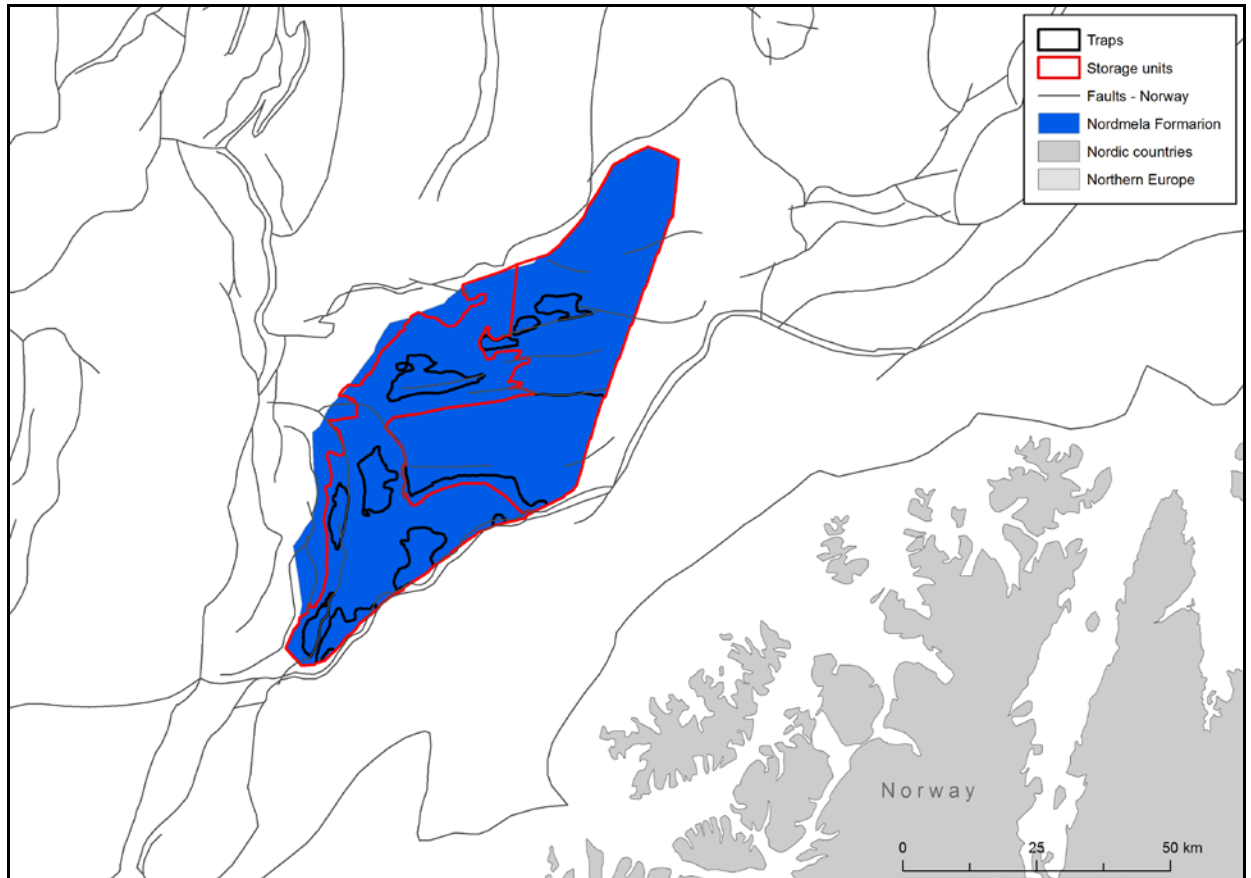 Traps
Storage units
Faults - Norway
Nordmela Formarion
Nordic countries
Northern Europe
Norway
0 25 50 km